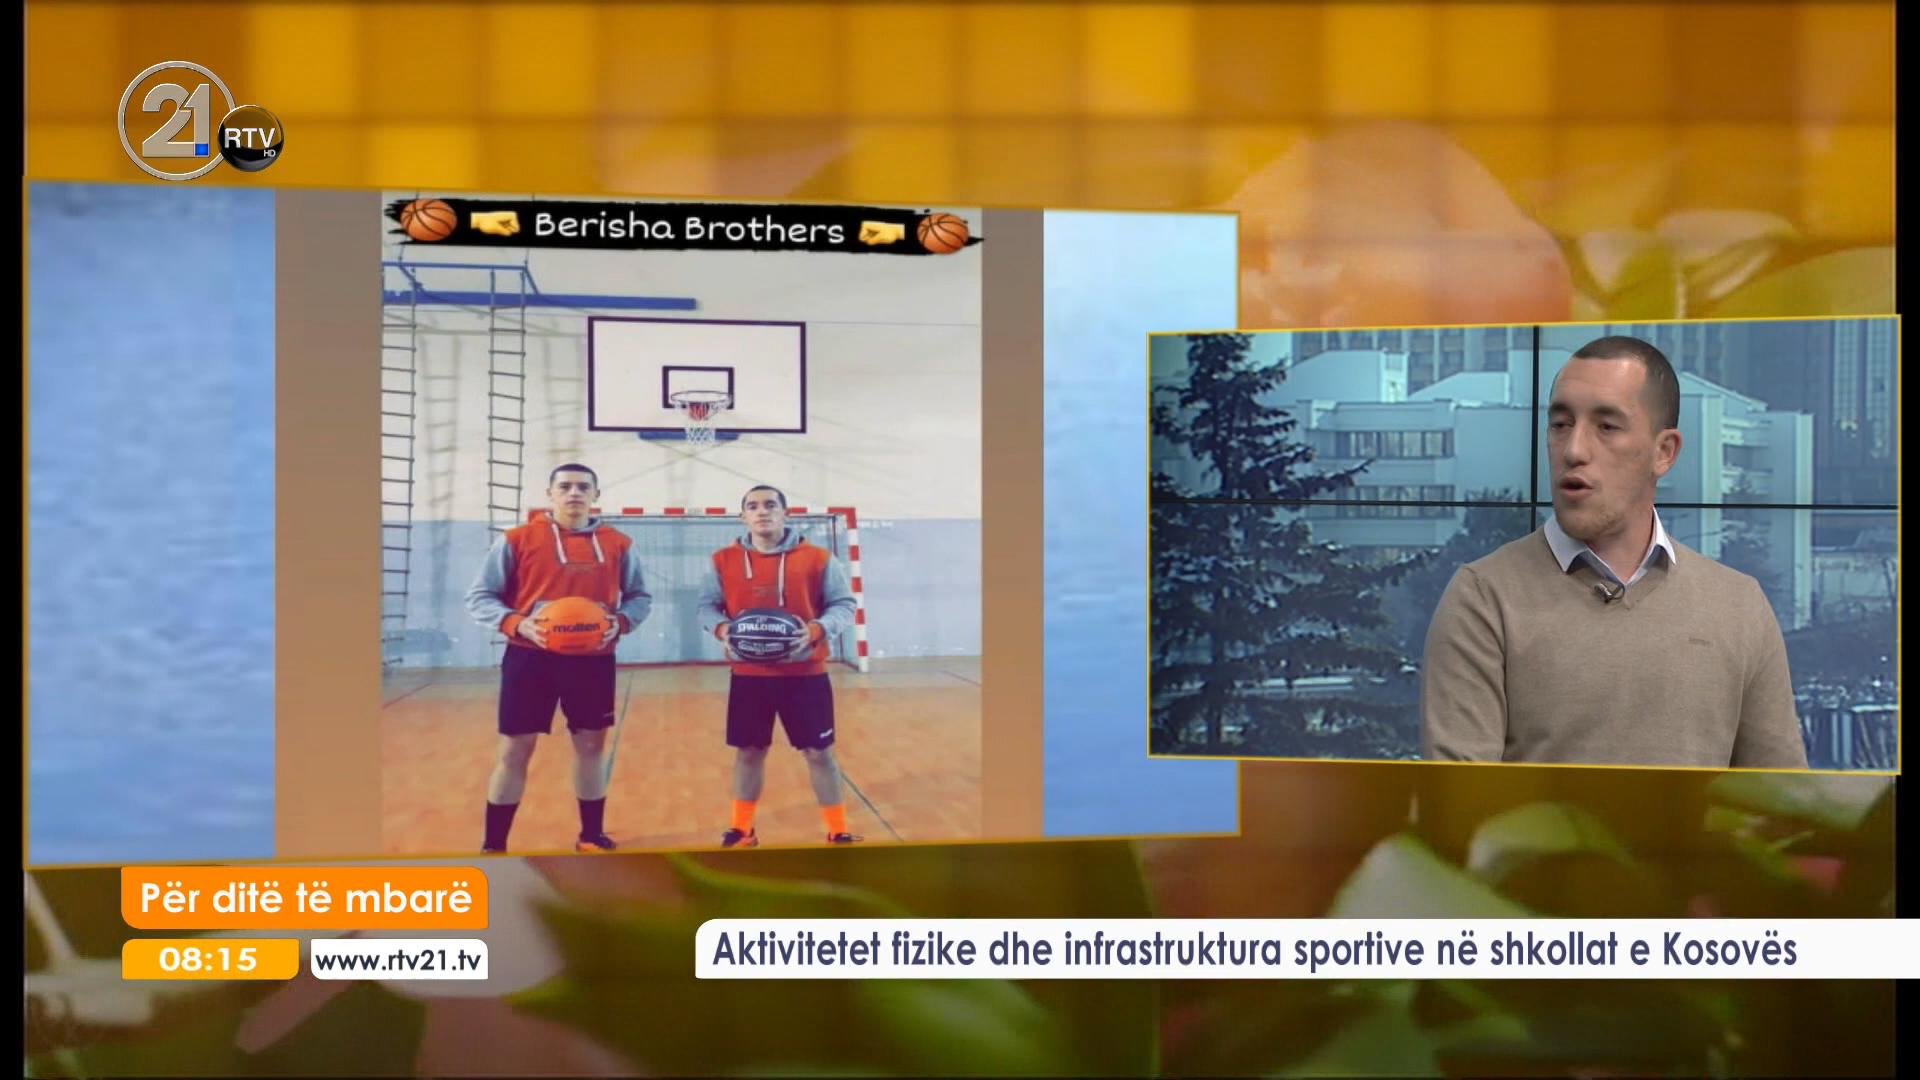 21
RTV
HD
Berisha Brothers
molten
SPALDING
Për ditë të mbarë
08:15
www.rtv21.tv
Aktivitetet fizike dhe infrastruktura sportive në shkollat e Kosovës